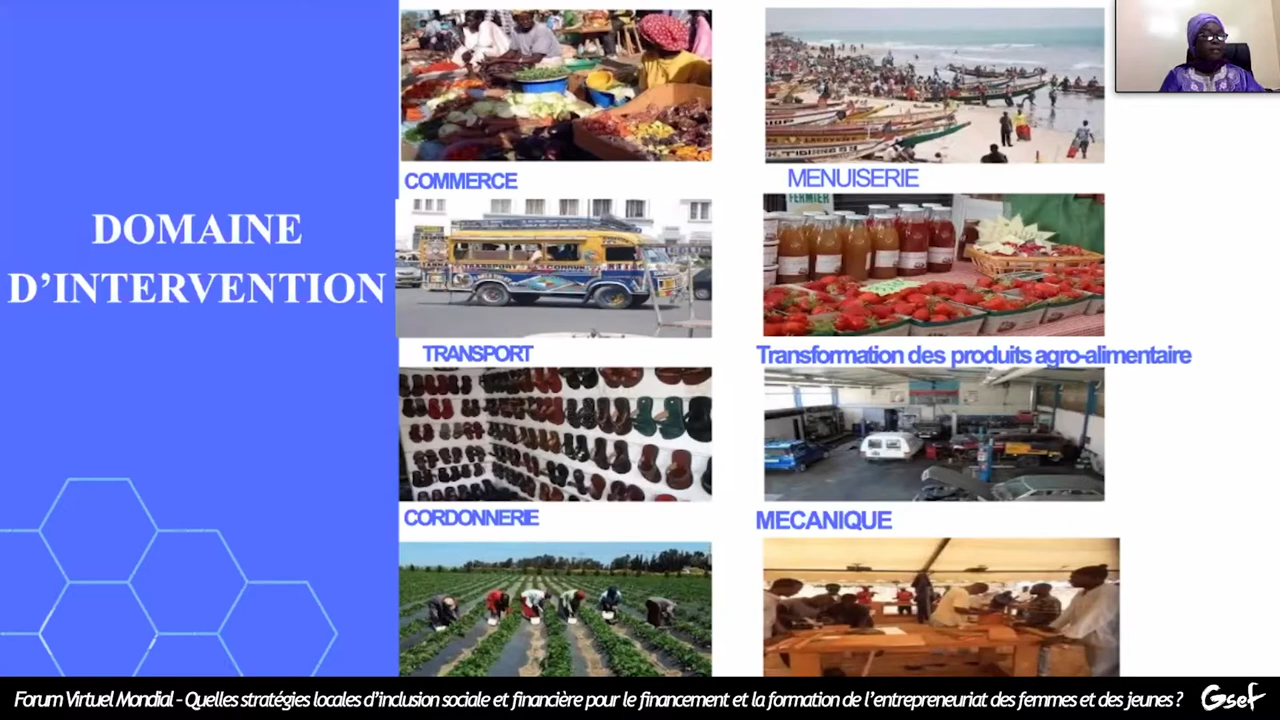 DOMAINE
D'INTERVENTION
COMMERCE
MENUISERIE
FERMIER
TRANSPORT
Transformation des produits agro-alimentaire
CORDONNERIE
MECANIQUE
Forum Virtuel Mondial - Quelles stratégies locales d'inclusion sociale et financière pour le financement et la formation de l'entrepreneuriat des femmes et des jeunes ?
Gsef